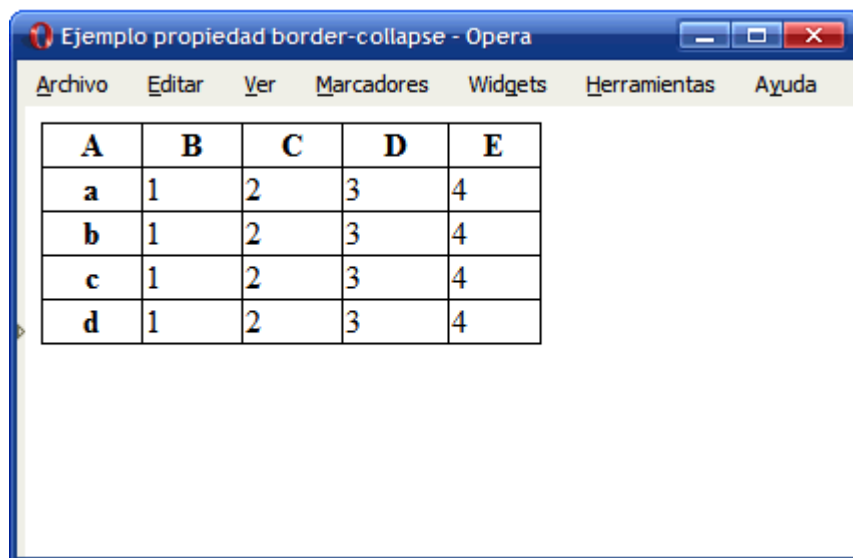 Ejemplo propiedad border-collapse - Opera
Archivo Editar Ver Marcadores Widgets Herramientas Ayuda
A B C D E
a 1 2 3 4
b 1 2 3 4
c 1 2 3 4
d 1 2 3 4